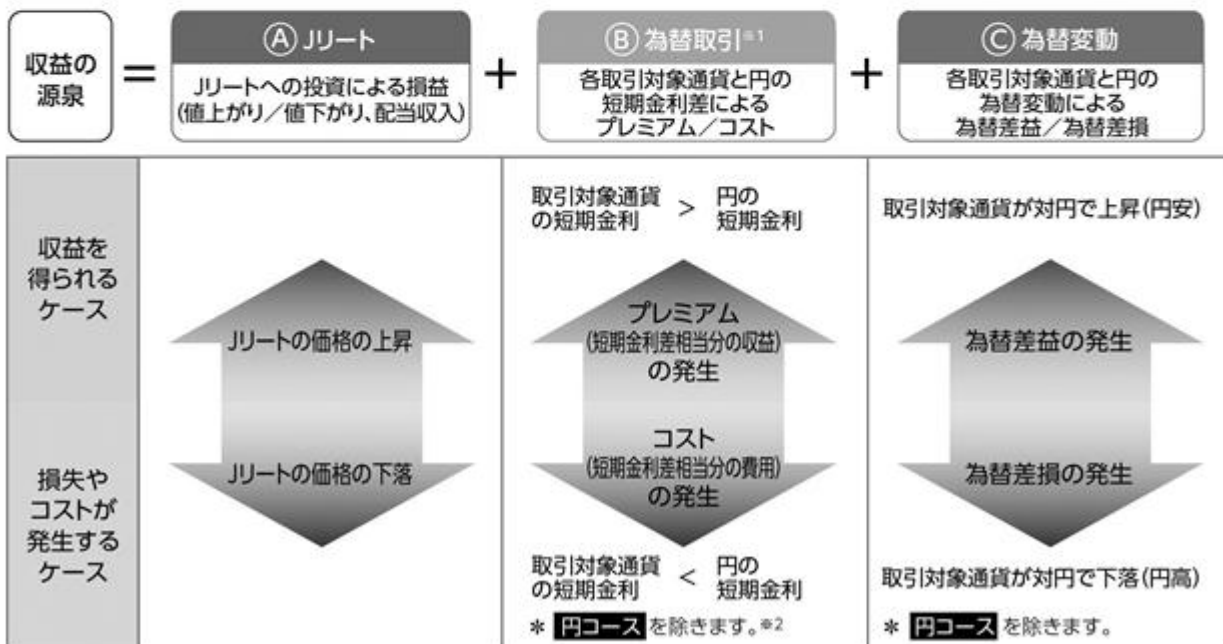 収益の
源泉
=
Ⓐ Jリート
Jリートへの投資による損益
(値上がり／値下がり、配当収入)
+
Ⓑ 為替取引※1
各取引対象通貨と円の
短期金利差による
プレミアム／コスト
+
Ⓒ 為替変動
各取引対象通貨と円の
為替変動による
為替差益／為替差損
収益を
得られる
ケース
Jリートの価格の上昇
取引対象通貨
の短期金利
>
円の
短期金利
プレミアム
(短期金利差相当分の収益)
の発生
取引対象通貨が対円で上昇(円安)
為替差益の発生
損失や
コストが
発生する
ケース
Jリートの価格の下落
コスト
(短期金利差相当分の費用)
の発生
取引対象通貨
の短期金利
<
円の
短期金利
* 円コース を除きます。※2
為替差損の発生
取引対象通貨が対円で下落(円高)
* 円コース を除きます。